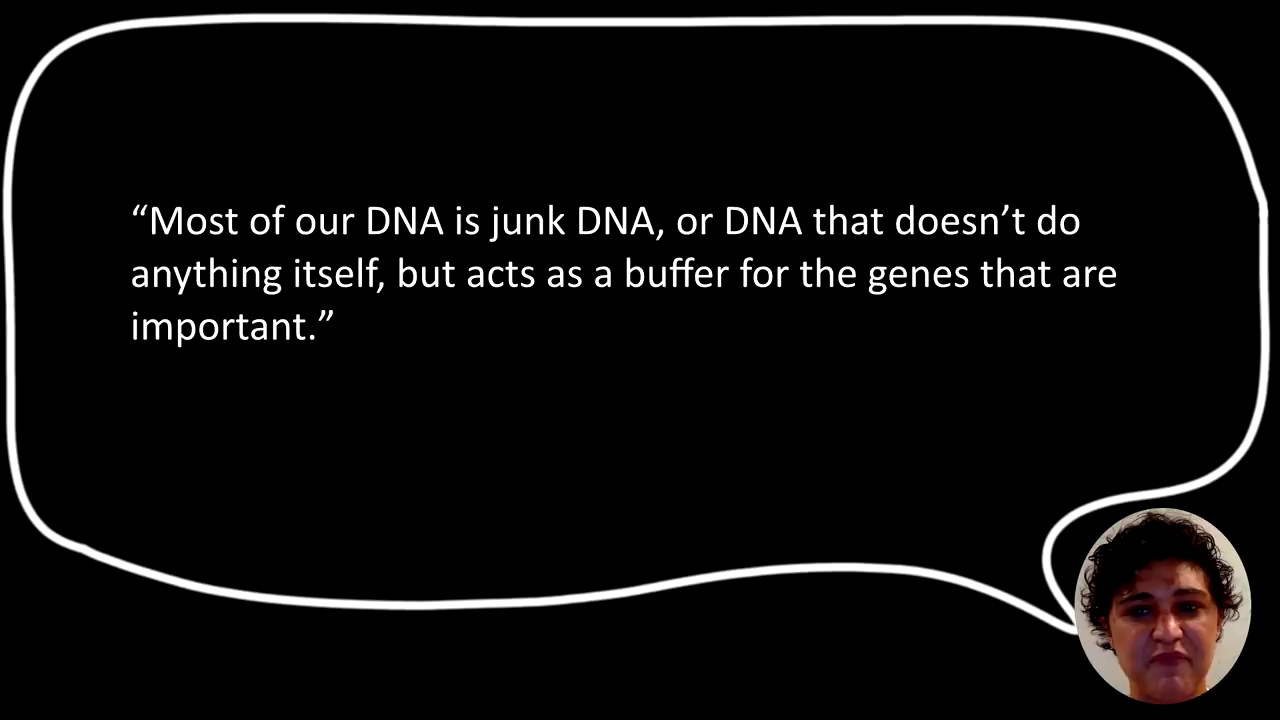 “Most of our DNA is junk DNA, or DNA that doesn’t do
anything itself, but acts as a buffer for the genes that are
important.”